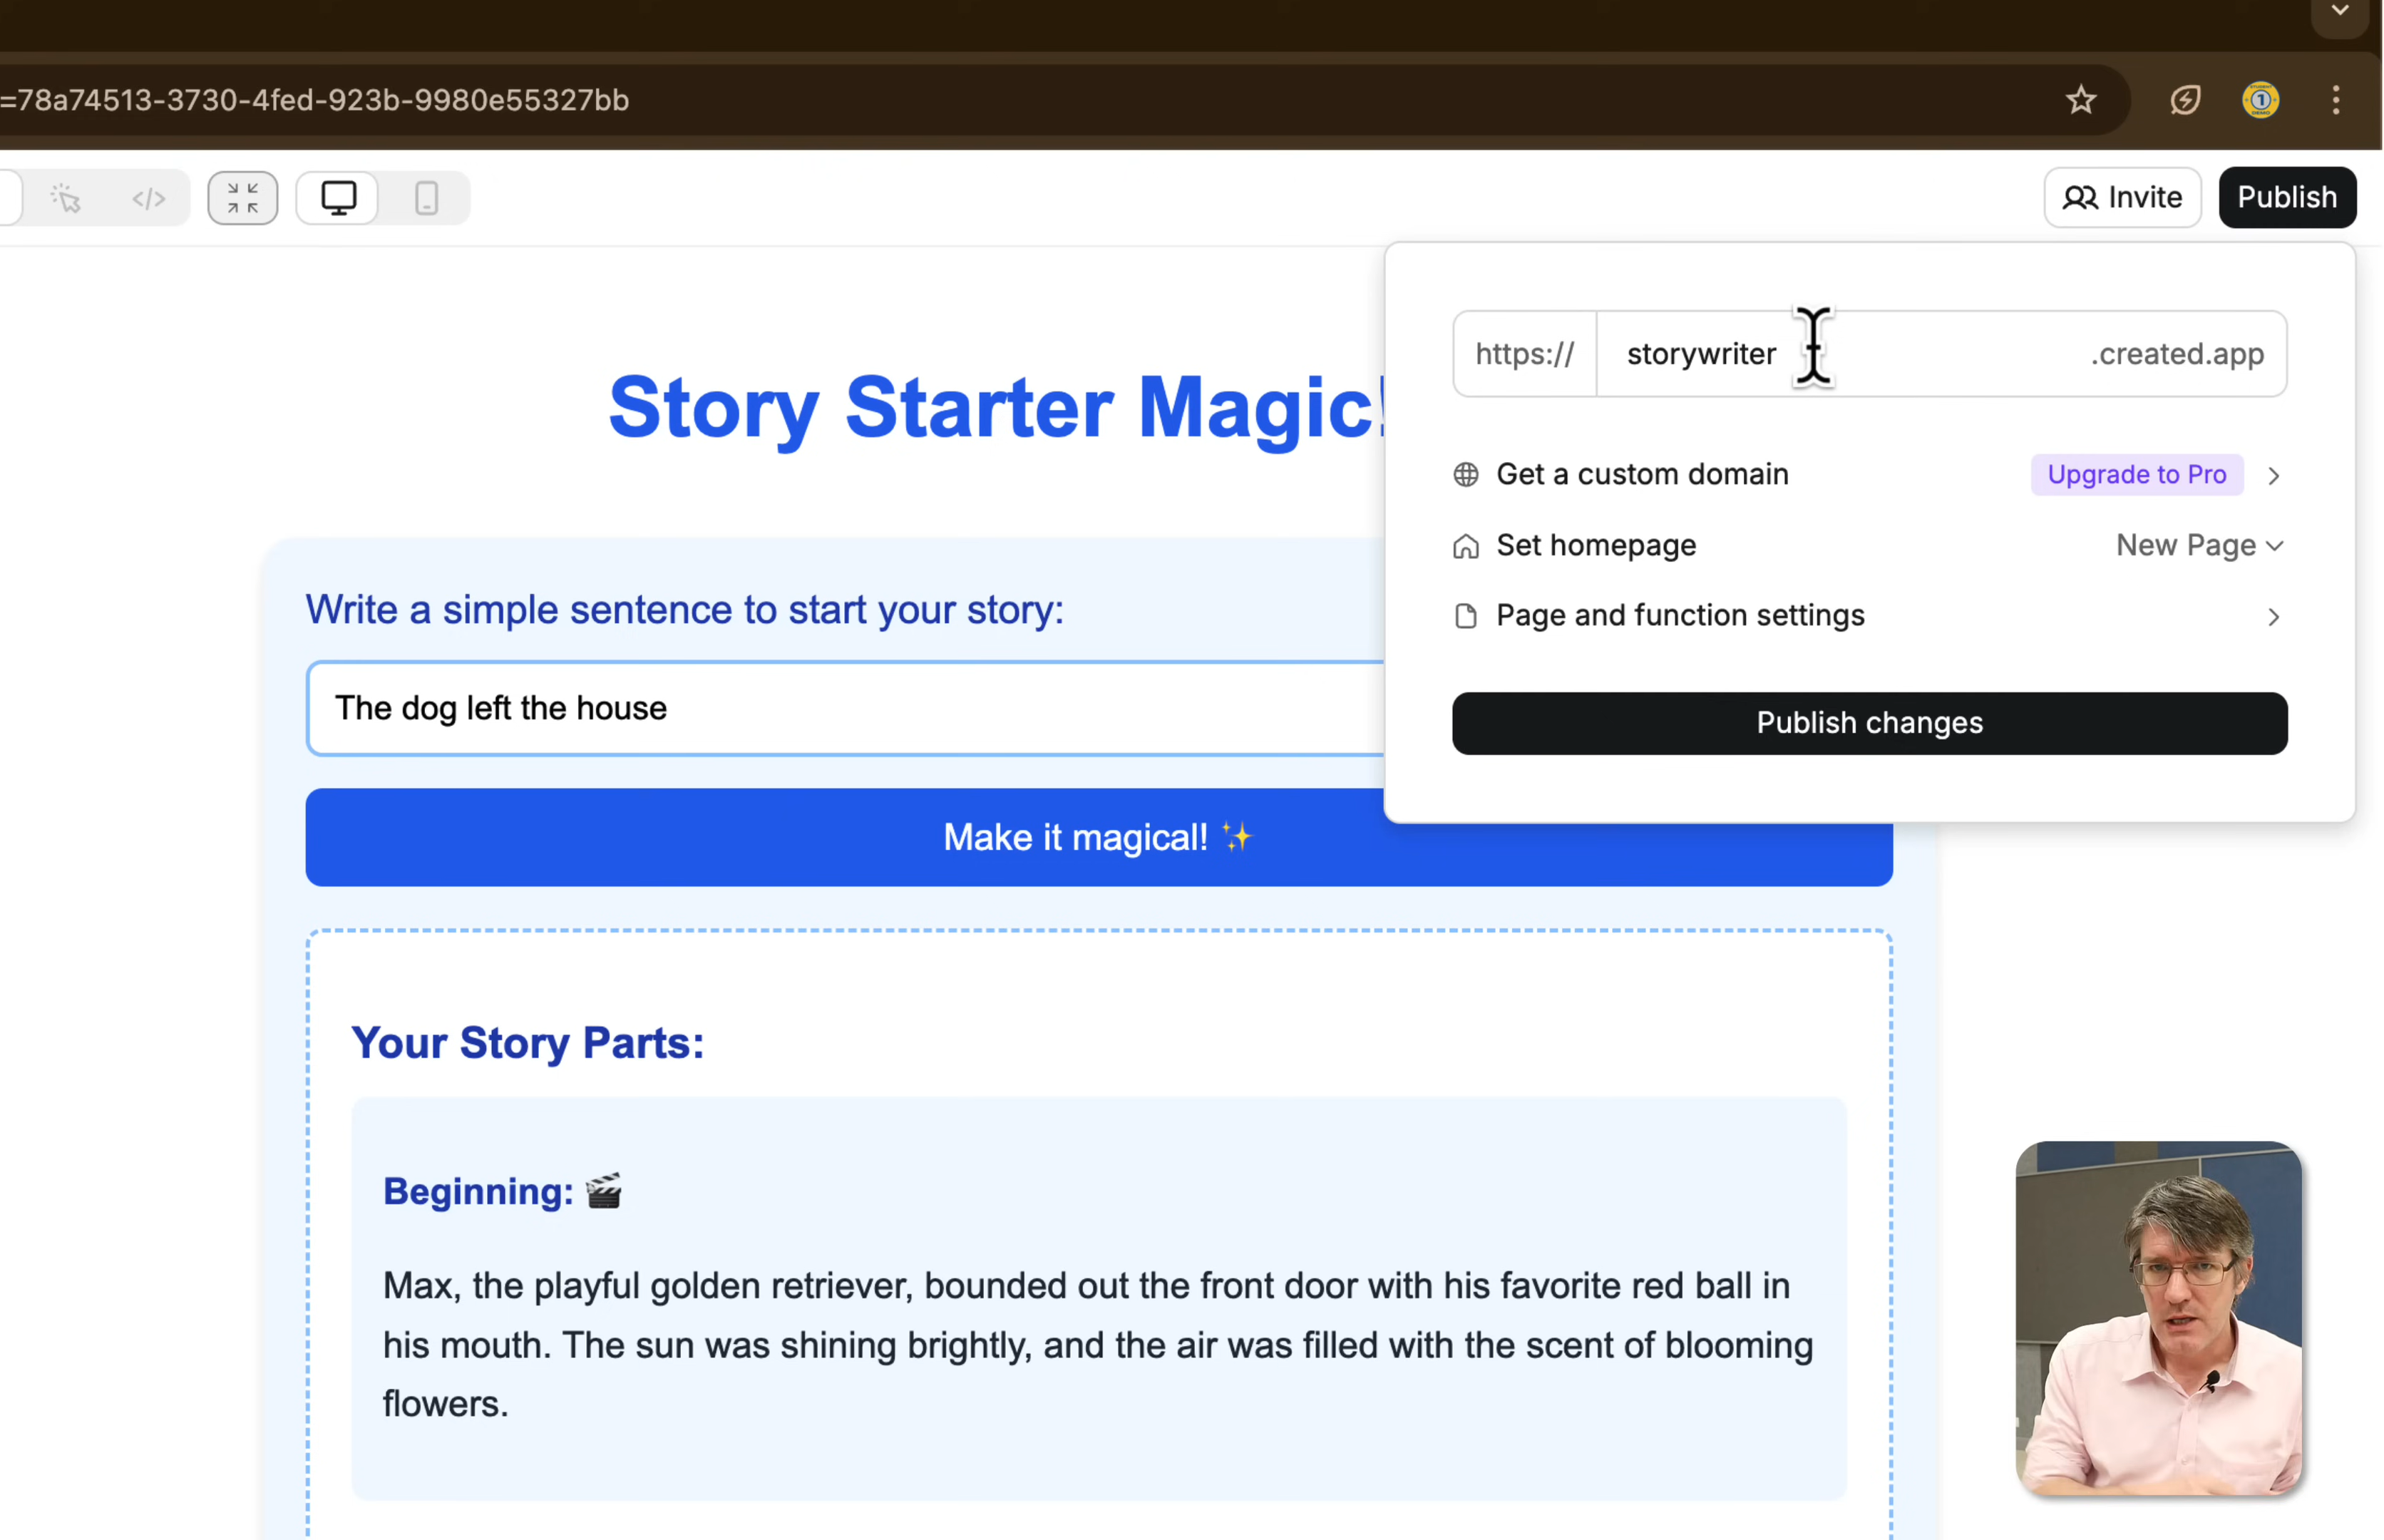 =78a74513-3730-4fed-923b-9980e55327bb
Invite
Publish
https://
storywriter
.created.app
Get a custom domain
Upgrade to Pro
Set homepage
New Page
Page and function settings
Publish changes
Story Starter Magic!
Write a simple sentence to start your story:
The dog left the house
Make it magical! ✨
Your Story Parts:
Beginning: 🎬
Max, the playful golden retriever, bounded out the front door with his favorite red ball in
his mouth. The sun was shining brightly, and the air was filled with the scent of blooming
flowers.